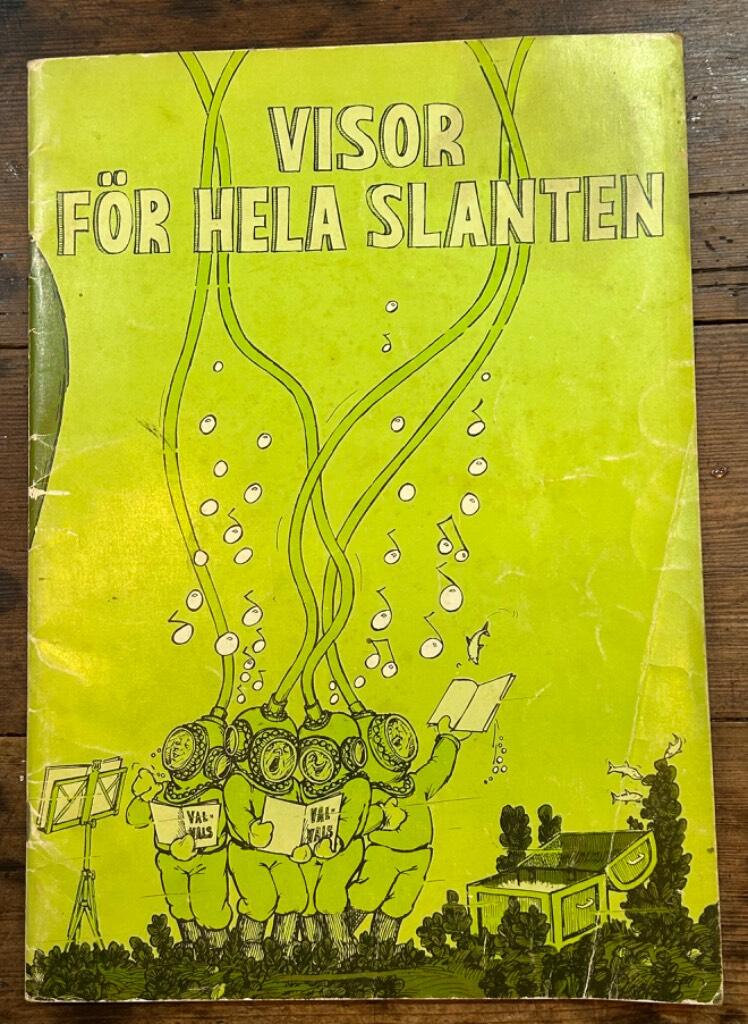 VISOR
FÖR HELA SLANTEN
VAL-
VALS
VAL-
VALS